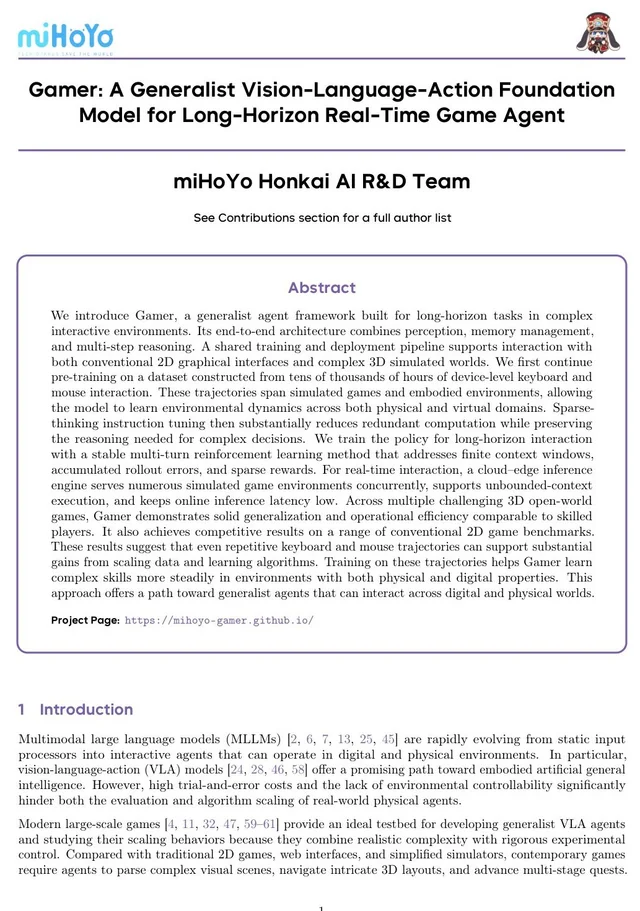 miHoYo
TECH OTAKUS SAVE THE WORLD
Gamer: A Generalist Vision-Language-Action Foundation
Model for Long-Horizon Real-Time Game Agent
miHoYo Honkai AI R&D Team
See Contributions section for a full author list
Abstract
We introduce Gamer, a generalist agent framework built for long-horizon tasks in complex
interactive environments. Its end-to-end architecture combines perception, memory management,
and multi-step reasoning. A shared training and deployment pipeline supports interaction with
both conventional 2D graphical interfaces and complex 3D simulated worlds. We first continue
pre-training on a dataset constructed from tens of thousands of hours of device-level keyboard and
mouse interaction. These trajectories span simulated games and embodied environments, allowing
the model to learn environmental dynamics across both physical and virtual domains. Sparse-
thinking instruction tuning then substantially reduces redundant computation while preserving
the reasoning needed for complex decisions. We train the policy for long-horizon interaction
with a stable multi-turn reinforcement learning method that addresses finite context windows,
accumulated rollout errors, and sparse rewards. For real-time interaction, a cloud–edge inference
engine serves numerous simulated game environments concurrently, supports unbounded-context
execution, and keeps online inference latency low. Across multiple challenging 3D open-world
games, Gamer demonstrates solid generalization and operational efficiency comparable to skilled
players. It also achieves competitive results on a range of conventional 2D game benchmarks.
These results suggest that even repetitive keyboard and mouse trajectories can support substantial
gains from scaling data and learning algorithms. Training on these trajectories helps Gamer learn
complex skills more steadily in environments with both physical and digital properties. This
approach offers a path toward generalist agents that can interact across digital and physical worlds.
Project Page: https://mihoyo-gamer.github.io/
1 Introduction
Multimodal large language models (MLLMs) [2, 6, 7, 13, 25, 45] are rapidly evolving from static input
processors into interactive agents that can operate in digital and physical environments. In particular,
vision-language-action (VLA) models [24, 28, 46, 58] offer a promising path toward embodied artificial general
intelligence. However, high trial-and-error costs and the lack of environmental controllability significantly
hinder both the evaluation and algorithm scaling of real-world physical agents.
Modern large-scale games [4, 11, 32, 47, 59–61] provide an ideal testbed for developing generalist VLA agents
and studying their scaling behaviors because they combine realistic complexity with rigorous experimental
control. Compared with traditional 2D games, web interfaces, and simplified simulators, contemporary games
require agents to parse complex visual scenes, navigate intricate 3D layouts, and advance multi-stage quests.
1